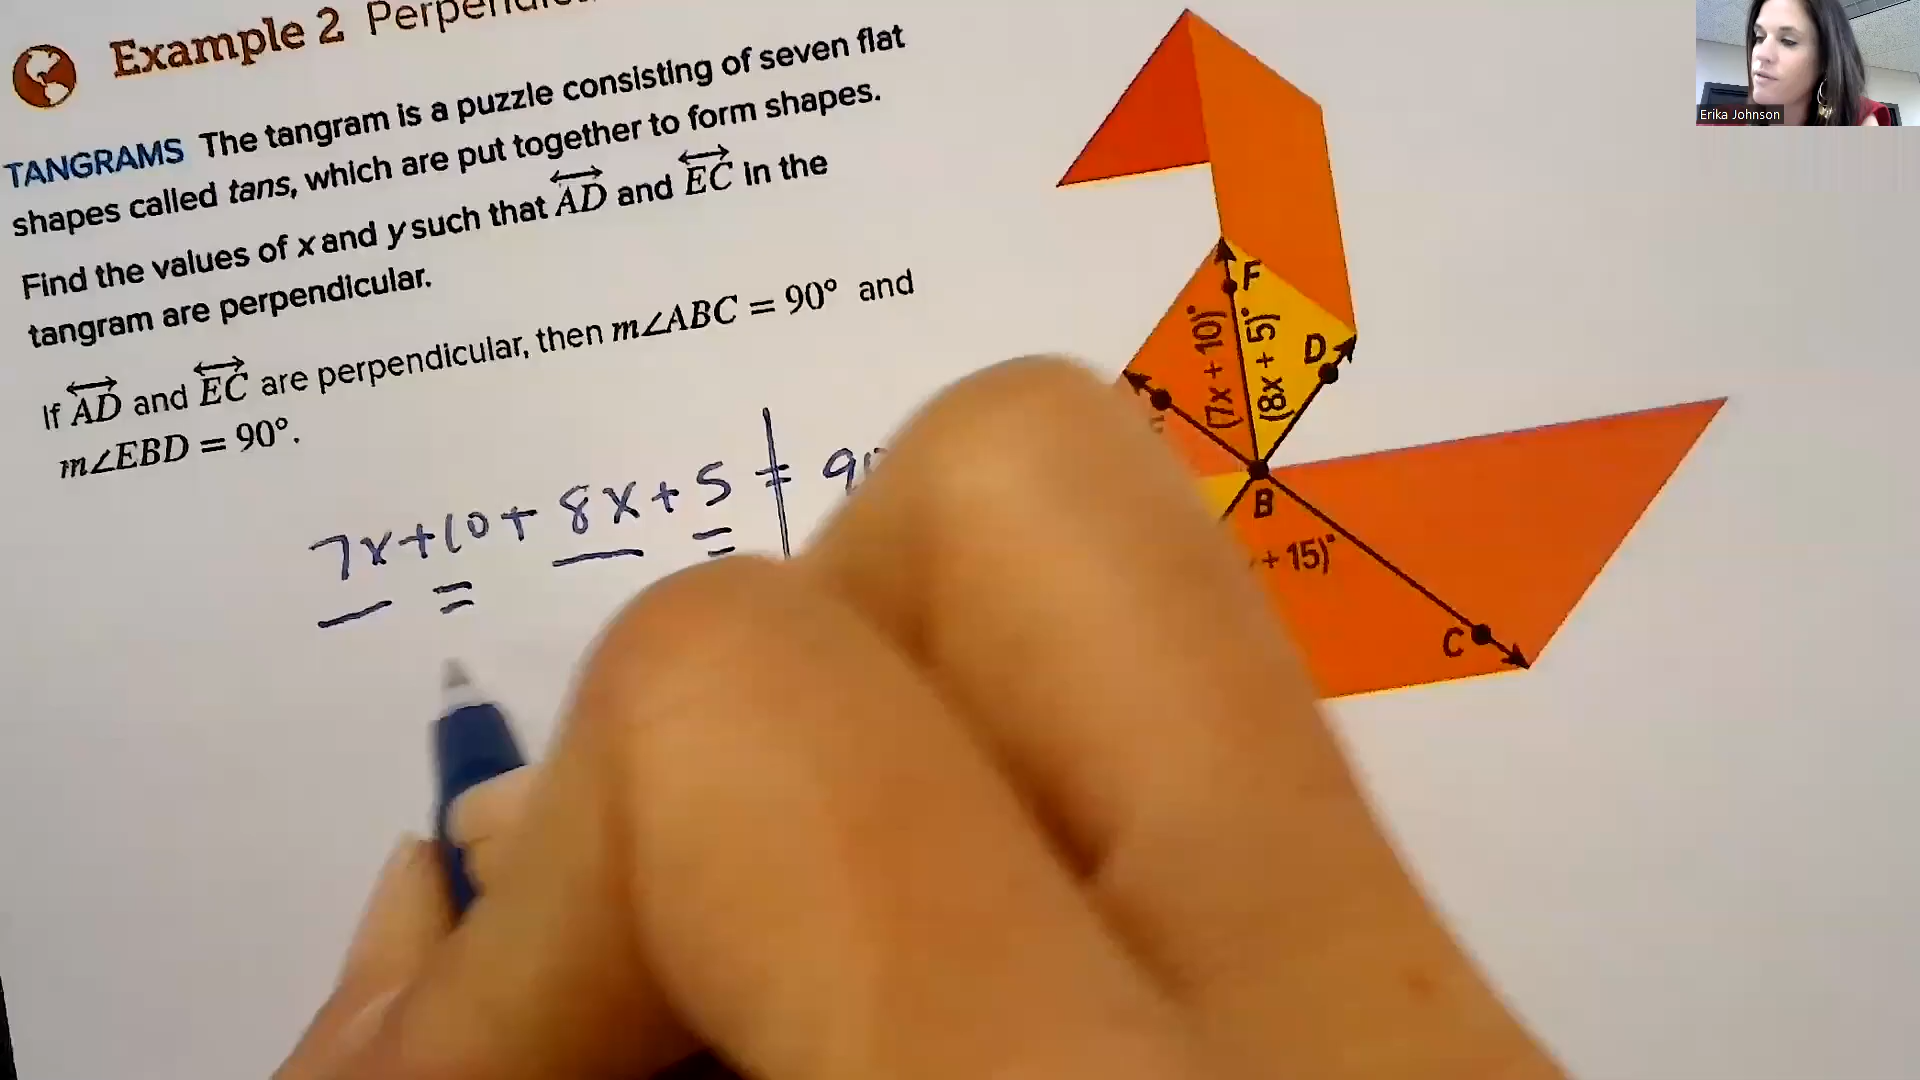 Example 2
TANGRAMS The tangram is a puzzle consisting of seven flat
shapes called tans, which are put together to form shapes.
Find the values of x and y such that AD and EC in the
tangram are perpendicular.
If AD and EC are perpendicular, then m∠ABC = 90° and
m∠EBD = 90°.
7x+10+8x+5 =
F
(7x + 10)°
(8x + 5)°
D
B
+ 15)°
C
Erika Johnson